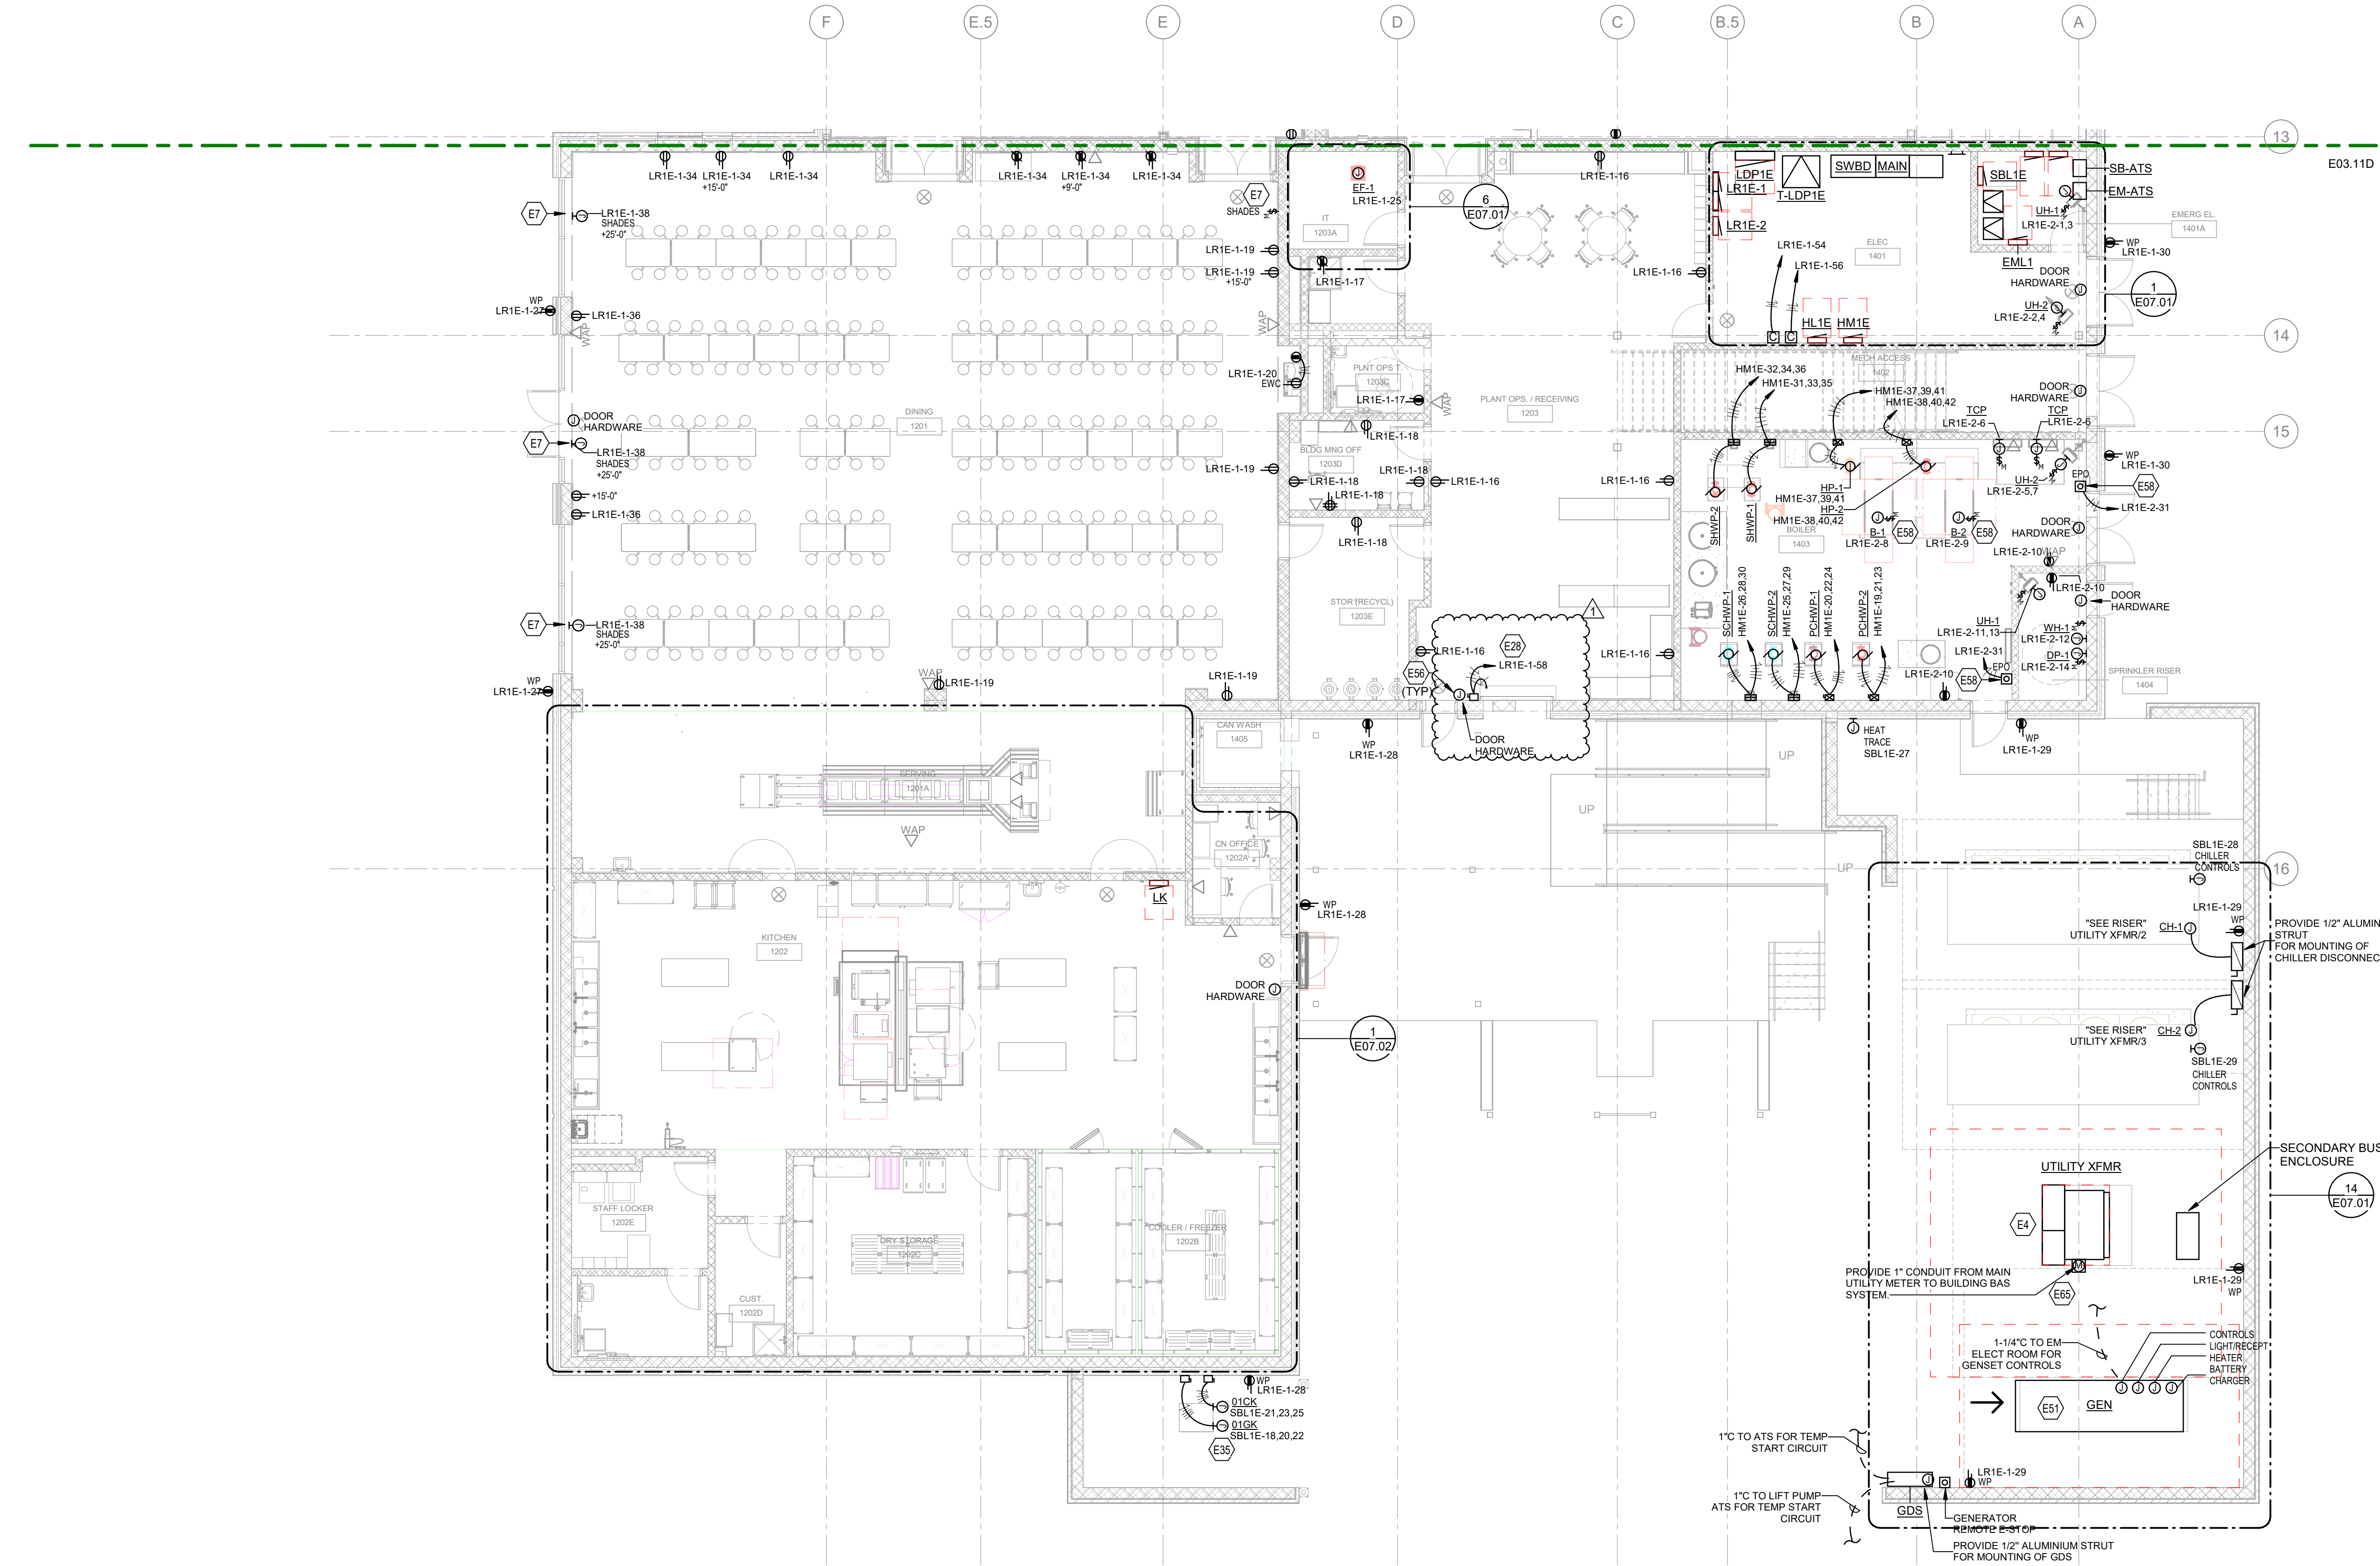 F
E.5
E
D
C
B.5
B
A
13
E03.11D
LR1E-1-34
LR1E-1-34
+15'-0"
LR1E-1-34
LR1E-1-34
LR1E-1-34
+9'-0"
LR1E-1-34
E7
SHADES
M
EF-1
LR1E-1-25
IT
1203A
6
E07.01
LR1E-1-16
LDP1E
LR1E-1
LR1E-2
T-LDP1E
SWBD
MAIN
SBL1E
SB-ATS
EM-ATS
UH-1
LR1E-2-1,3
EMERG EL.
1401A
E7
LR1E-1-38
SHADES
+25'-0"
LR1E-1-19
LR1E-1-19
+15'-0"
LR1E-1-17
LR1E-1-16
LR1E-1-54
LR1E-1-56
ELEC
1401
EML1
WP
LR1E-1-30
DOOR
HARDWARE
J
1
E07.01
UH-2
LR1E-2-2,4
HL1E
HM1E
C
C
WP
LR1E-1-27
LR1E-1-36
WAP
WAP
14
LR1E-1-20
EWC
PLNT OPS T.
1203C
LR1E-1-17
WAP
MECH ACCESS
1402
HM1E-32,34,36
HM1E-31,33,35
HM1E-37,39,41
HM1E-38,40,42
DOOR
HARDWARE
J
DINING
1201
PLANT OPS. / RECEIVING
1203
TCP
LR1E-2-6
TCP
LR1E-2-6
15
DOOR
HARDWARE
J
E7
LR1E-1-38
SHADES
+25'-0"
LR1E-1-18
BLDG MNG OFF
1203D
LR1E-1-19
LR1E-1-18
LR1E-1-18
LR1E-1-18
LR1E-1-16
LR1E-1-16
HP-1
HM1E-37,39,41
HP-2
HM1E-38,40,42
UH-2
LR1E-2-5,7
WP
LR1E-1-30
EPO
E58
LR1E-2-31
+15'-0"
LR1E-1-36
LR1E-1-18
SHWP-2
SHWP-1
BOILER
1403
B-1
LR1E-2-8
E58
B-2
LR1E-2-9
E58
DOOR
HARDWARE
J
LR1E-2-10
WAP
LR1E-2-10
DOOR
HARDWARE
J
STOR (RECYCL)
1203E
SCHWP-1
HM1E-26,28,30
SCHWP-2
HM1E-25,27,29
PCHWP-1
HM1E-20,22,24
PCHWP-2
HM1E-19,21,23
UH-1
LR1E-2-11,13
WH-1
LR1E-2-12
DP-1
LR1E-2-14
E7
LR1E-1-38
SHADES
+25'-0"
1
E28
LR1E-1-16
LR1E-1-58
E56
(TYP)
J
DOOR
HARDWARE
LR1E-1-16
LR1E-2-31
EPO
E58
LR1E-2-10
SPRINKLER RISER
1404
WP
LR1E-1-27
WAP
LR1E-1-19
LR1E-1-19
CAN WASH
1405
WP
LR1E-1-28
J
HEAT
TRACE
SBL1E-27
WP
LR1E-1-29
UP
UP
UP
SERVING
1201A
WAP
CN OFFICE
1202A
LK
WP
LR1E-1-28
SBL1E-28
CHILLER
CONTROLS
16
KITCHEN
1202
LR1E-1-29
WP
"SEE RISER"
UTILITY XFMR/2
CH-1
J
STRUT
FOR MOUNTING OF
DOOR
HARDWARE
J
1
E07.02
"SEE RISER"
UTILITY XFMR/3
CH-2
J
SBL1E-29
CHILLER
CONTROLS
UTILITY XFMR
SECONDARY BUS
ENCLOSURE
14
E07.01
E4
M
E65
PROVIDE 1" CONDUIT FROM MAIN
UTILITY METER TO BUILDING BAS
SYSTEM.
LR1E-1-29
WP
STAFF LOCKER
1202E
DRY STORAGE
1202C
COOLER / FREEZER
1202B
CUST.
1202D
1-1/4"C TO EM
ELECT ROOM FOR
GENSET CONTROLS
CONTROLS
LIGHT/RECEPT
HEATER
BATTERY
CHARGER
J
J
J
J
E51
GEN
WP
LR1E-1-28
01CK
SBL1E-21,23,25
01GK
SBL1E-18,20,22
E35
1"C TO ATS FOR TEMP
START CIRCUIT
1"C TO LIFT PUMP
ATS FOR TEMP START
CIRCUIT
J
GDS
LR1E-1-29
WP
GENERATOR
REMOTE E-STOP
PROVIDE 1/2" ALUMINIUM STRUT
FOR MOUNTING OF GDS